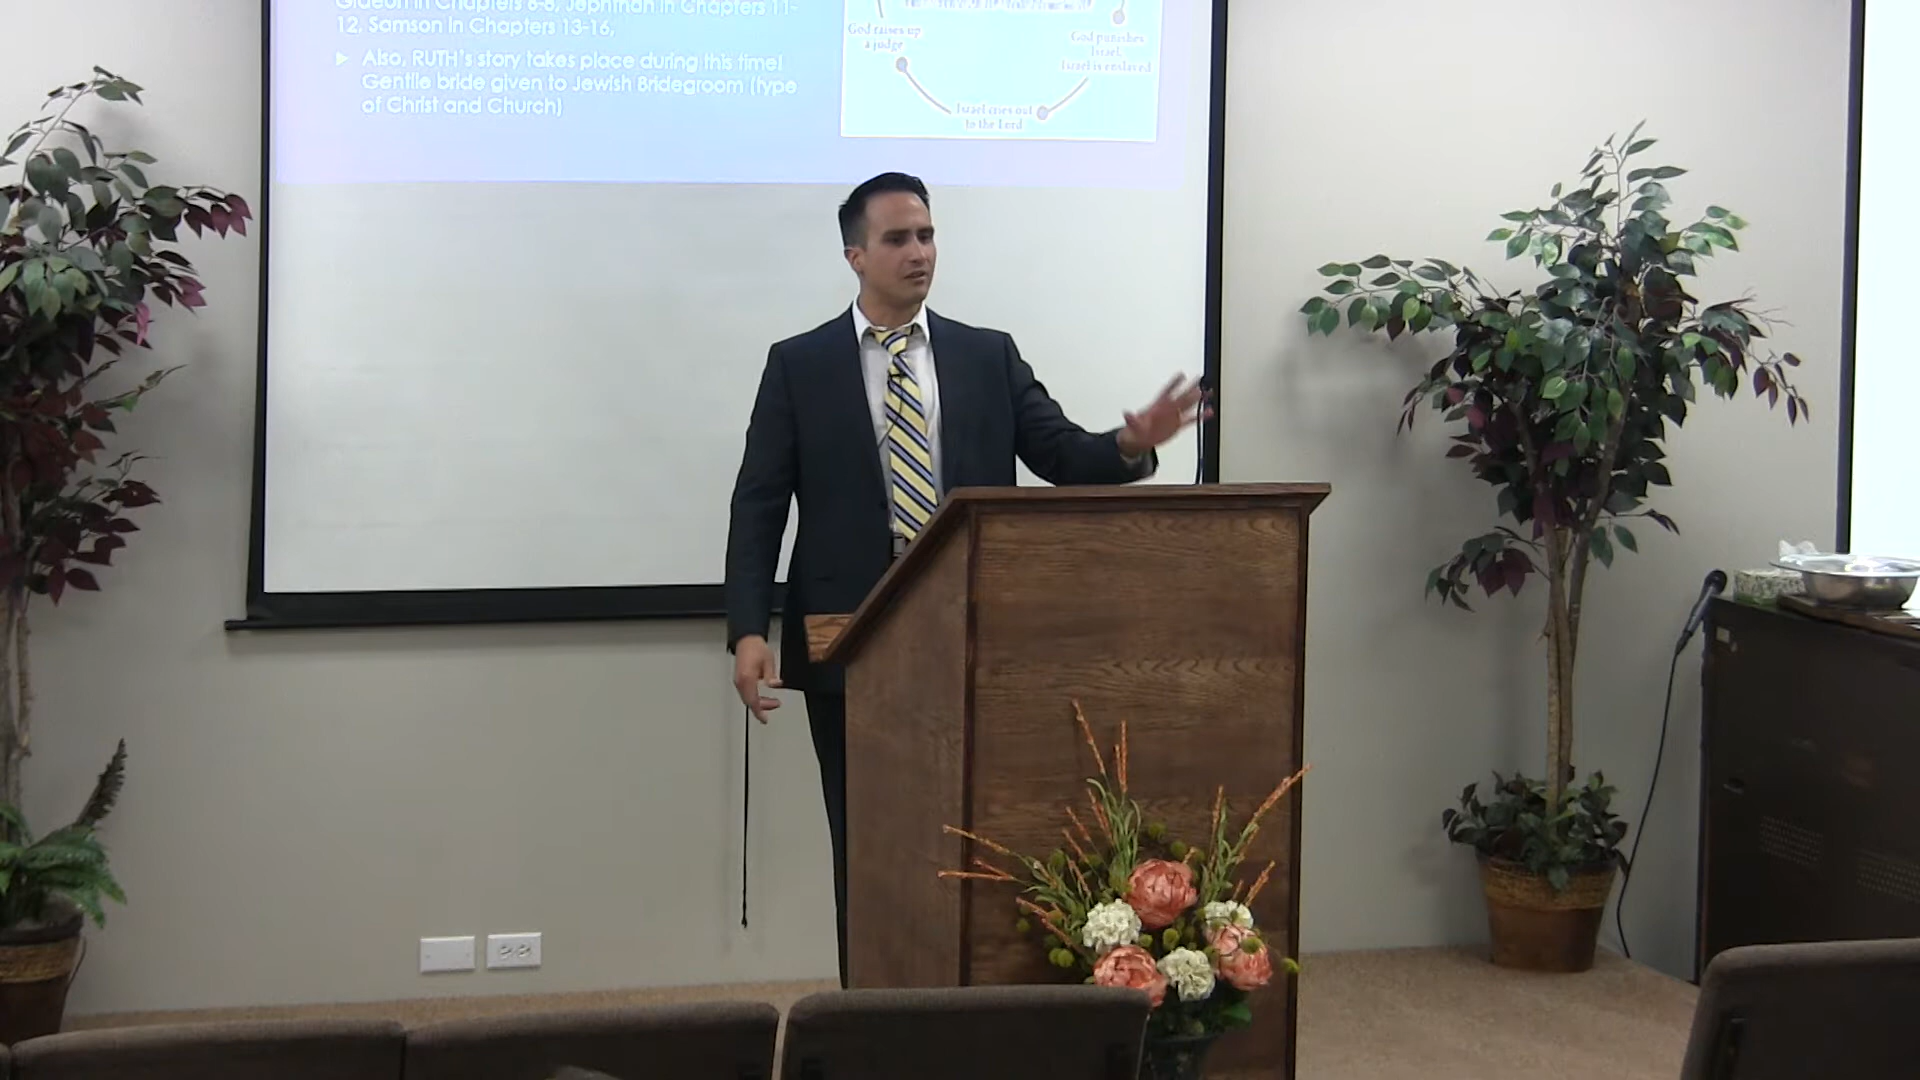 Gideon in Chapters 6-8, Jephthah in Chapters 11-
12, Samson in Chapters 13-16,
Also, RUTH's story takes place during this time!
Gentile bride given to Jewish Bridegroom (type
of Christ and Church)
God raises up
a judge
God punishes
Israel,
Israel is enslaved
Israel cries out
to the Lord